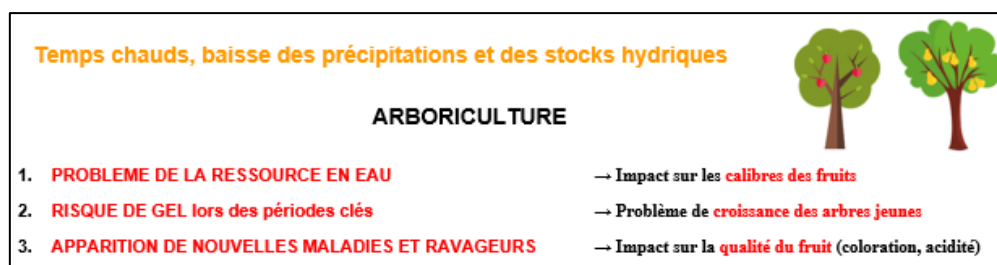 Temps chauds, baisse des précipitations et des stocks hydriques
ARBORICULTURE
1. PROBLEME DE LA RESSOURCE EN EAU → Impact sur les calibres des fruits
2. RISQUE DE GEL lors des périodes clés → Problème de croissance des arbres jeunes
3. APPARITION DE NOUVELLES MALADIES ET RAVAGEURS → Impact sur la qualité du fruit (coloration, acidité)